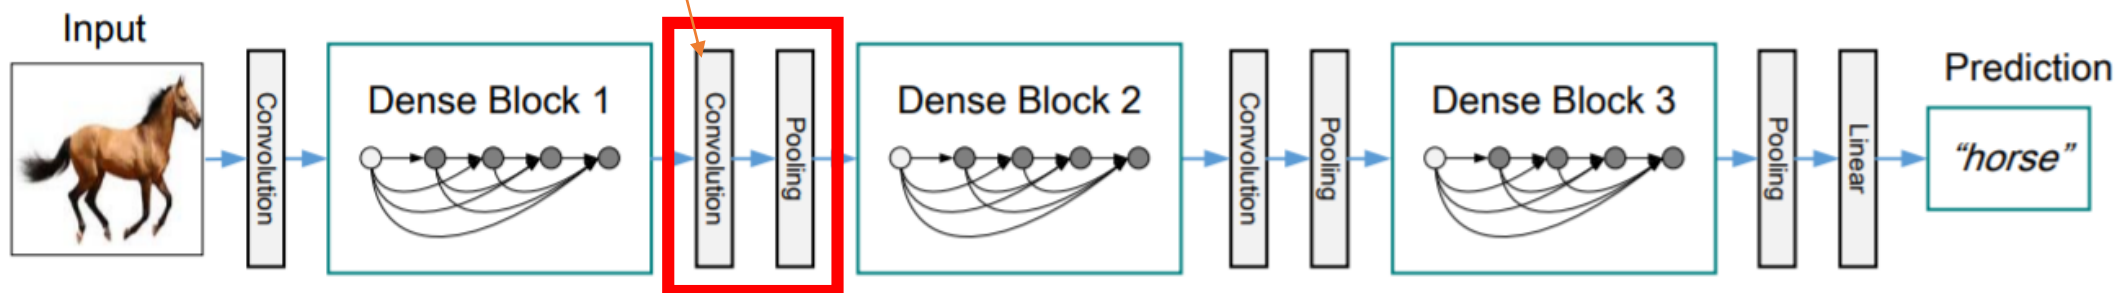 Input
Convolution
Dense Block 1
Convolution
Pooling
Dense Block 2
Convolution
Pooling
Dense Block 3
Pooling
Linear
Prediction
“horse”